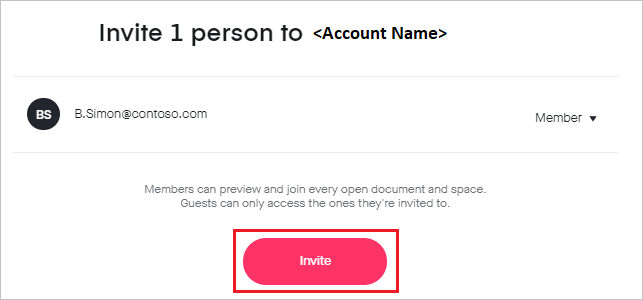 Invite 1 person to <Account Name>
BS
B.Simon@contoso.com
Member
Members can preview and join every open document and space.
Guests can only access the ones they're invited to.
Invite